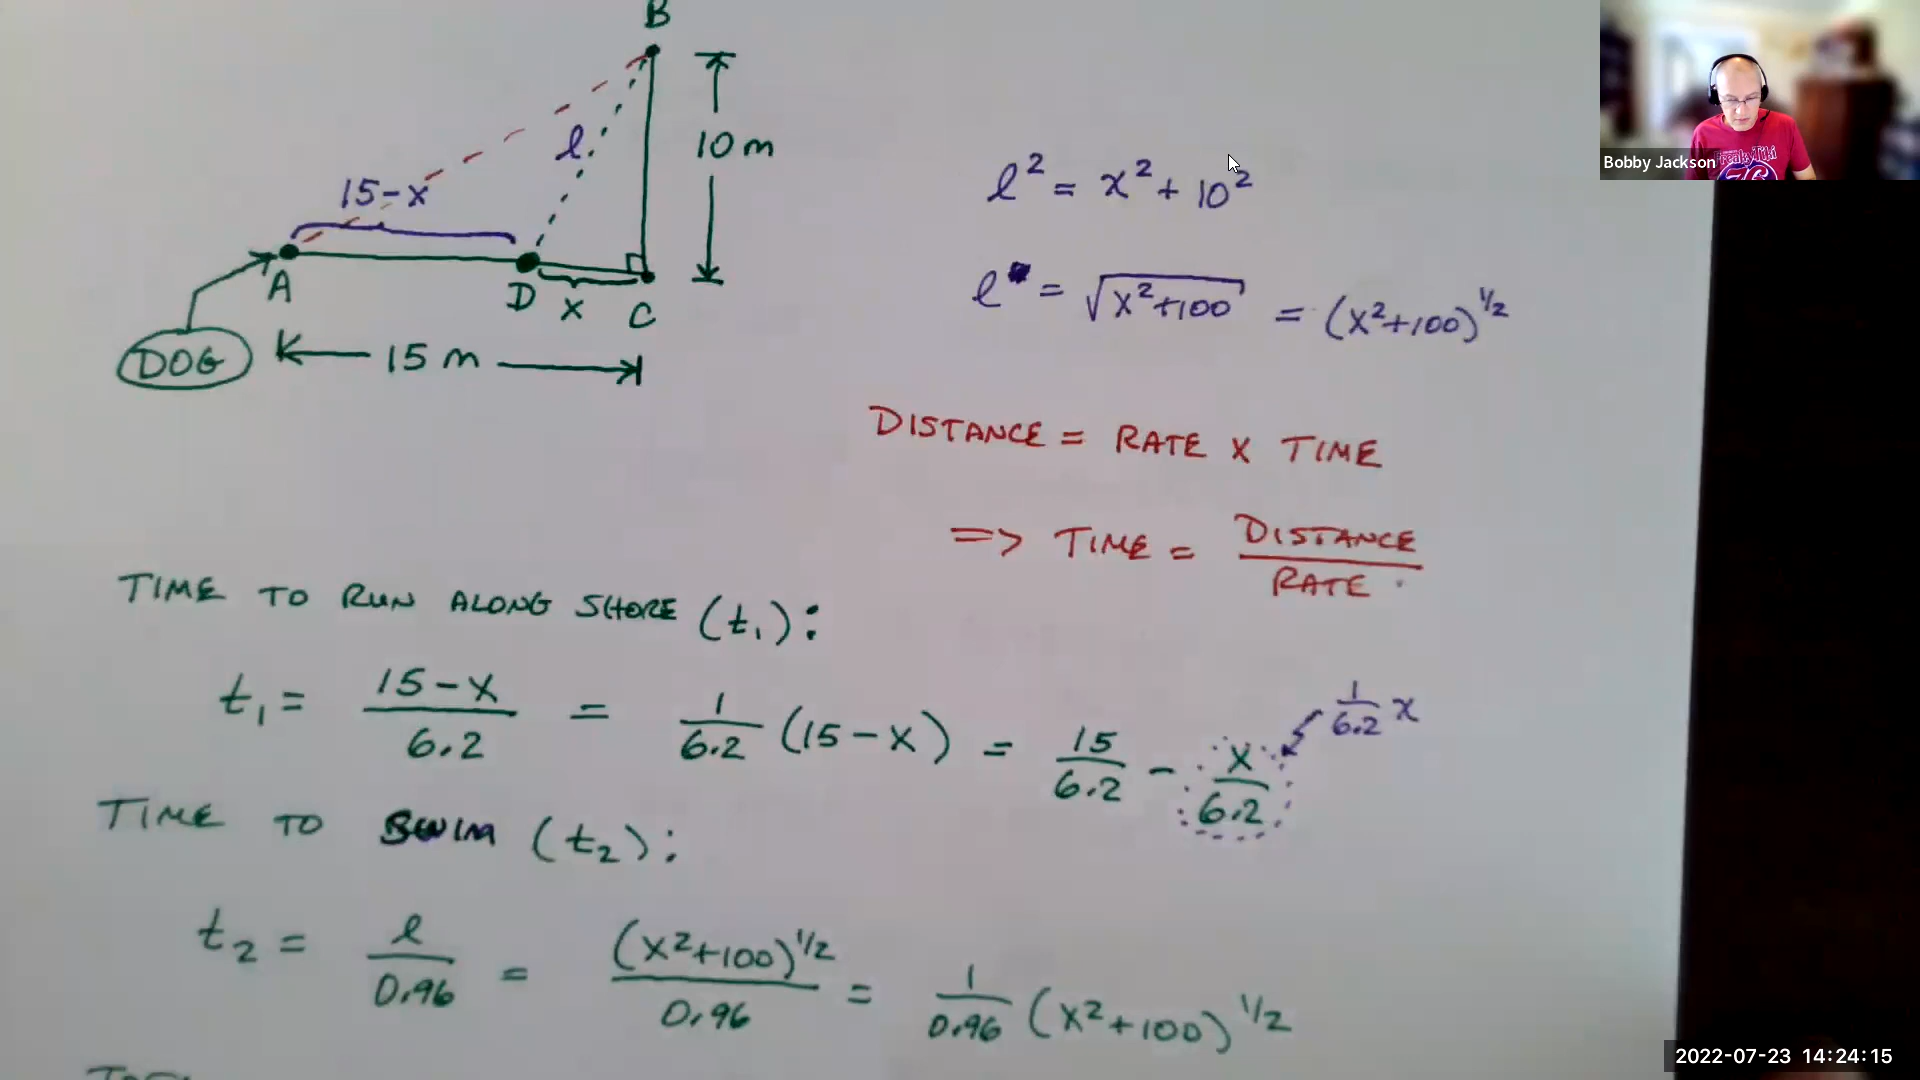 B
l
10 m
15-x
A
D
x
C
DOG
15 m
l² = x² + 10²
l = √x²+100 = (x²+100)^1/2
DISTANCE = RATE X TIME
=> TIME = DISTANCE / RATE
TIME TO RUN ALONG SHORE (t₁):
t₁ = 15-x / 6.2 = 1/6.2 (15-x) = 15/6.2 - x/6.2
1/6.2 x
TIME TO SWIM (t₂):
t₂ = l / 0.96 = (x²+100)^1/2 / 0.96 = 1/0.96 (x²+100)^1/2
Bobby Jackson
Freaky Tiki
76
2022-07-23 14:24:15